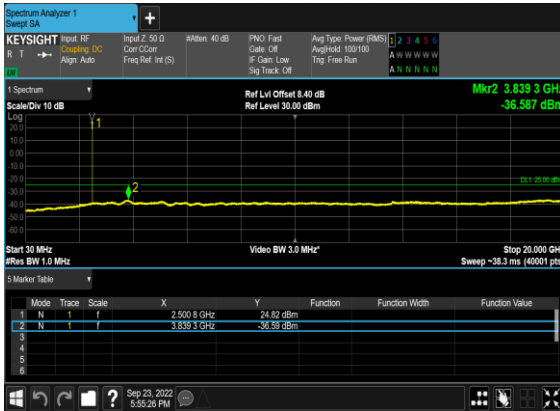 Spectrum Analyzer 1
Swept SA
+
KEYSIGHT
R T
LXI
Input: RF
Coupling: DC
Align: Auto
Input Z: 50 Ω
Corr CCorr
Freq Ref: Int (S)
#Atten: 40 dB
PNO: Fast
Gate: Off
IF Gain: Low
Sig Track: Off
Avg Type: Power (RMS)
Avg|Hold: 100/100
Trig: Free Run
1 2 3 4 5 6
A W W W W W
A N N N N N
1 Spectrum
Scale/Div 10 dB
Ref Lvl Offset 8.40 dB
Ref Level 30.00 dBm
Mkr2 3.839 3 GHz
-36.587 dBm
Log
20.0
10.0
0.00
-10.0
-20.0
-30.0
-40.0
-50.0
-60.0
1
2
DL1 -25.00 dBm
Start 30 MHz
#Res BW 1.0 MHz
Video BW 3.0 MHz*
Stop 20.000 GHz
Sweep ~38.3 ms (40001 pts)
5 Marker Table
Mode Trace Scale X Y Function Function Width Function Value
1 N 1 f 2.500 8 GHz 24.82 dBm
2 N 1 f 3.839 3 GHz -36.59 dBm
3
4
5
6
?
Sep 23, 2022
5:55:26 PM